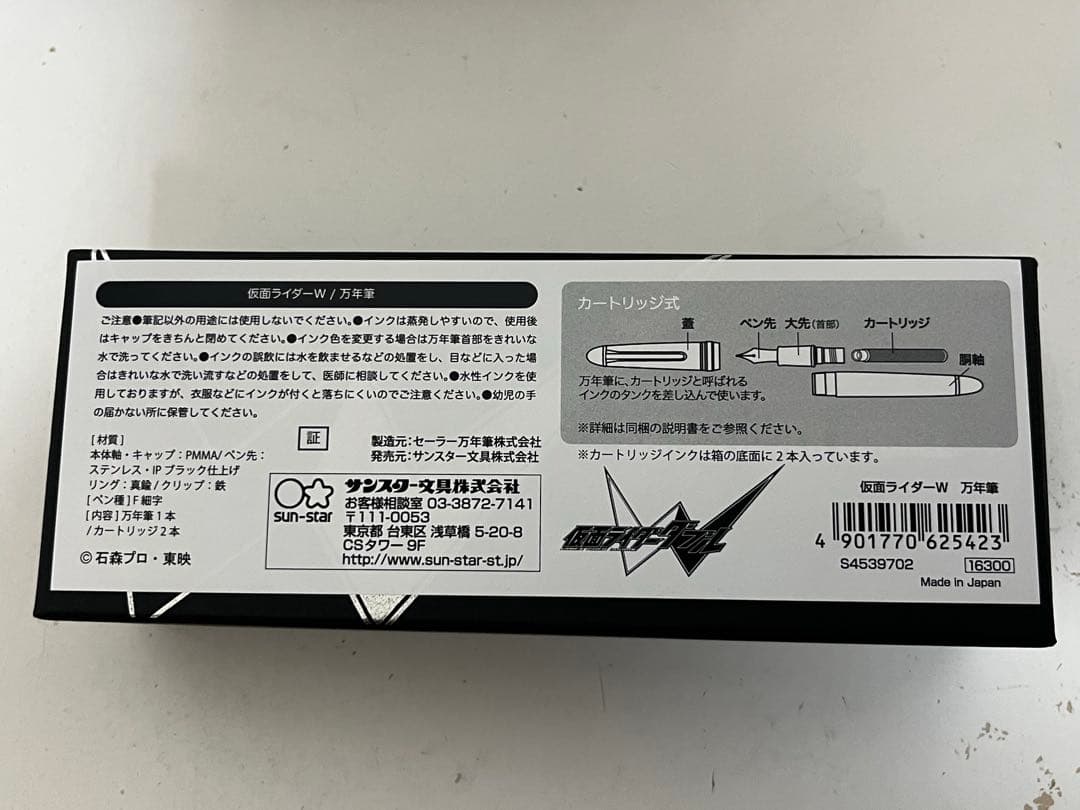 仮面ライダーW / 万年筆
ご注意●筆記以外の用途には使用しないでください。●インクは蒸発しやすいので、使用後
はキャップをきちんと閉めてください。●インク色を変更する場合は万年筆首部をきれいな
水で洗ってください。●インクの誤飲には水を飲ませるなどの処置をし、目などに入った場
合はきれいな水で洗い流すなどの処置をして、医師に相談してください。●水性インクを使
用しておりますが、衣服などにインクが付くと落ちにくいのでご注意ください。●幼児の手
の届かない所に保管してください。
[材質]
本体軸・キャップ:PMMA/ペン先:
ステンレス・IPブラック仕上げ
リング:真鍮/クリップ:鉄
[ペン種]F細字
[内容]万年筆1本
/カートリッジ2本
©石森プロ・東映
証
製造元:セーラー万年筆株式会社
発売元:サンスター文具株式会社
sun-star
サンスター文具株式会社
お客様相談室 03-3872-7141
〒111-0053
東京都 台東区 浅草橋 5-20-8
CSタワー 9F
http://www.sun-star-st.jp/
カートリッジ式
蓋
ペン先
大先(首部)
カートリッジ
胴軸
万年筆に、カートリッジと呼ばれる
インクのタンクを差し込んで使います。
※詳細は同梱の説明書をご参照ください。
※カートリッジインクは箱の底面に2本入っています。
仮面ライダーダブル
仮面ライダーW 万年筆
4 901770 625423
S4539702
16300
Made in Japan